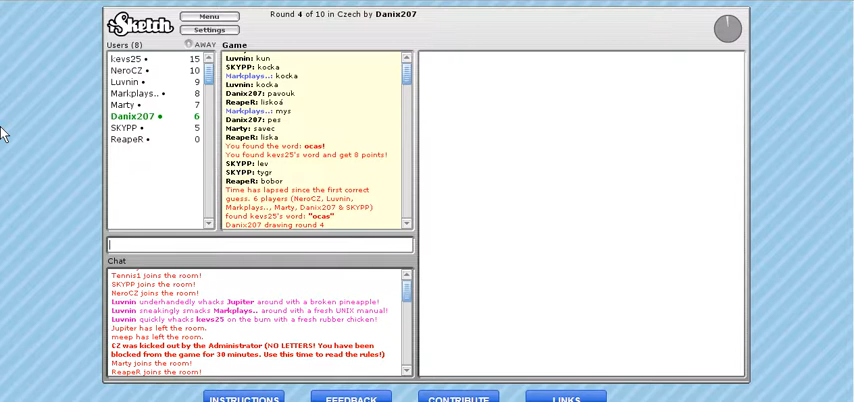 iSketch
Menu
Settings
Round 4 of 10 in Czech by Danix207
Users (8)
AWAY
Game
kevs25 • 15
NeroCZ • 10
Luvnin • 9
Markplays.. • 8
Marty • 7
Danix207 • 6
SKYPP • 5
ReapeR • 0
Luvnin: kun
SKYPP: kocka
Markplays..: kocka
Luvnin: kocka
Danix207: pavouk
ReapeR: liskoá
Markplays..: mys
Danix207: pes
Marty: savec
ReapeR: liska
You found the word: ocas!
You found kevs25's word and get 8 points!
SKYPP: lev
SKYPP: tygr
ReapeR: bobor
Time has lapsed since the first correct
guess. 6 players (NeroCZ, Luvnin,
Markplays.., Marty, Danix207 & SKYPP)
found kevs25's word: "ocas"
Danix207 drawing round 4
Chat
Tennis1 joins the room!
SKYPP joins the room!
NeroCZ joins the room!
Luvnin underhandedly whacks Jupiter around with a broken pineapple!
Luvnin sneakingly smacks Markplays.. around with a fresh UNIX manual!
Luvnin quickly whacks kevs25 on the bum with a fresh rubber chicken!
Jupiter has left the room.
meep has left the room.
CZ was kicked out by the Administrator (NO LETTERS! You have been
blocked from the game for 30 minutes. Use this time to read the rules!)
Marty joins the room!
ReapeR joins the room!
INSTRUCTIONS
FEEDBACK
CONTRIBUTE
LINKS